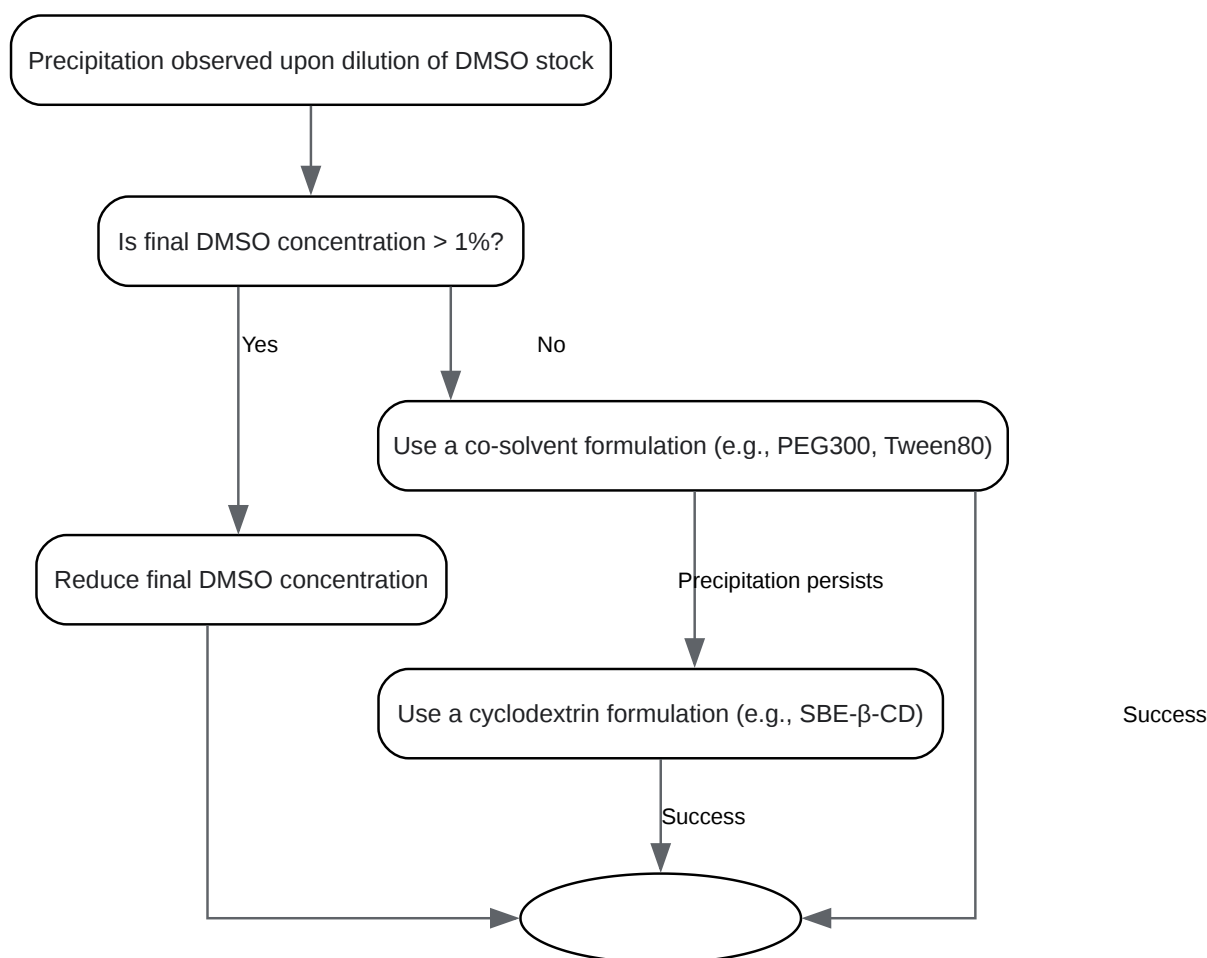 Precipitation observed upon dilution of DMSO stock
Is final DMSO concentration > 1%?
Yes
No
Use a co-solvent formulation (e.g., PEG300, Tween80)
Reduce final DMSO concentration
Precipitation persists
Use a cyclodextrin formulation (e.g., SBE-β-CD)
Success
Success